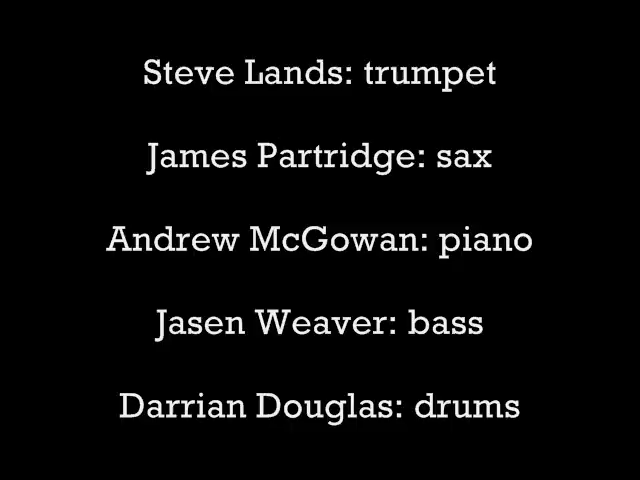 Steve Lands: trumpet
James Partridge: sax
Andrew McGowan: piano
Jasen Weaver: bass
Darrian Douglas: drums